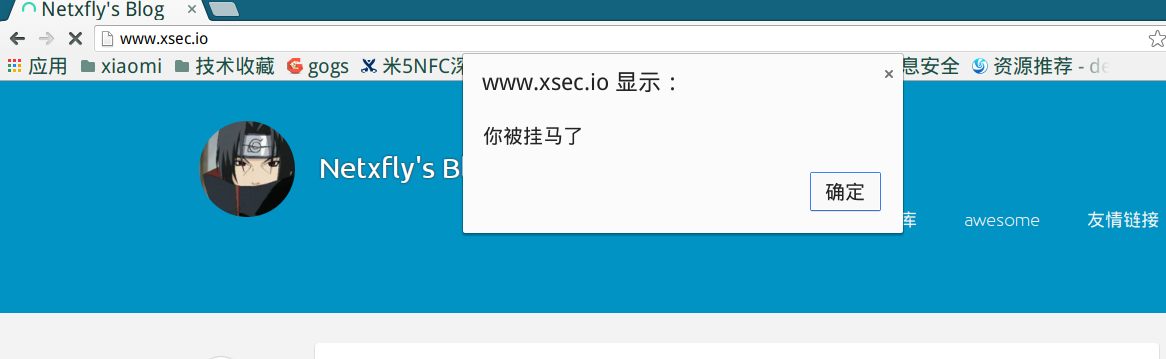 Netxfly's Blog
www.xsec.io
应用 xiaomi 技术收藏 gogs 米5NFC 息安全 资源推荐 - de
www.xsec.io 显示：
你被挂马了
Netxfly's
确定
库 awesome 友情链接